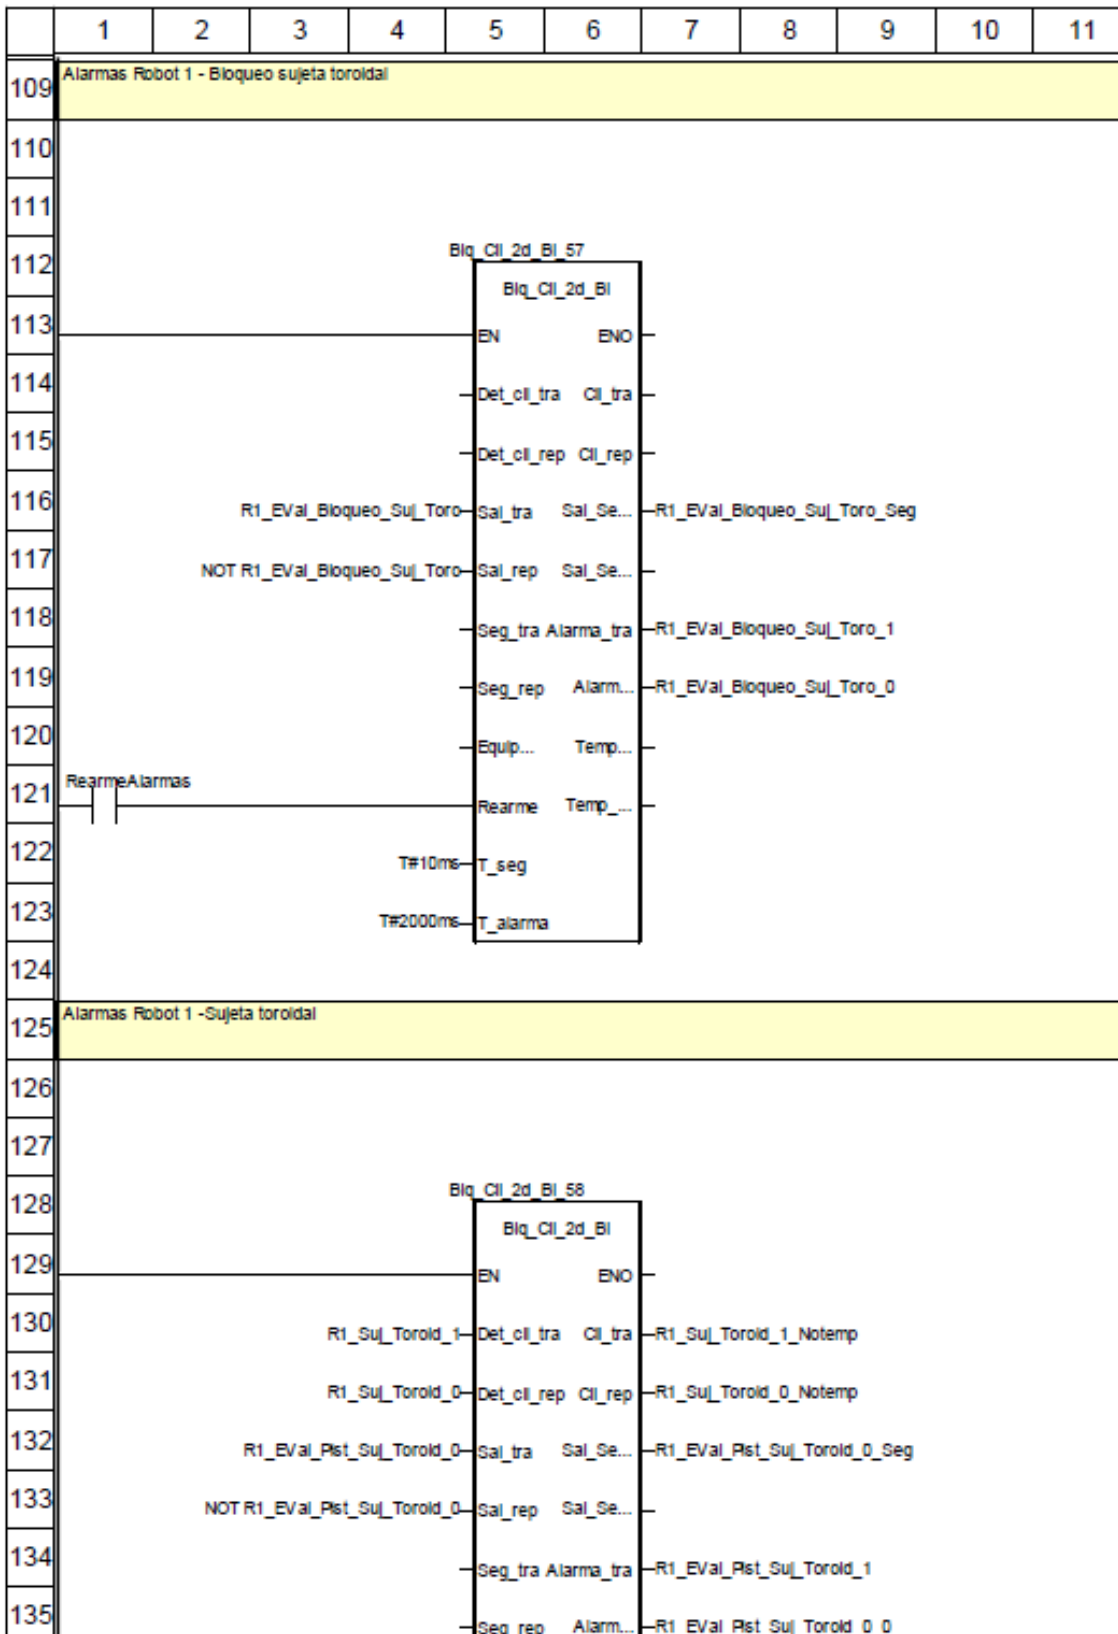 1 2 3 4 5 6 7 8 9 10 11
109 Alarmas Robot 1 - Bloqueo sujeta toroidal
110
111
112 Blq_Cil_2d_Bi_57
Blq_Cil_2d_Bi
113 EN ENO
114 Det_cil_tra Cil_tra
115 Det_cil_rep Cil_rep
116 R1_EVal_Bloqueo_Suj_Toro Sal_tra Sal_Se... R1_EVal_Bloqueo_Suj_Toro_Seg
117 NOT R1_EVal_Bloqueo_Suj_Toro Sal_rep Sal_Se...
118 Seg_tra Alarma_tra R1_EVal_Bloqueo_Suj_Toro_1
119 Seg_rep Alarm... R1_EVal_Bloqueo_Suj_Toro_0
120 Equip... Temp...
RearmeAlarmas
121 Rearme Temp_...
122 T#10ms T_seg
123 T#2000ms T_alarma
124
125 Alarmas Robot 1 -Sujeta toroidal
126
127
128 Blq_Cil_2d_Bi_58
Blq_Cil_2d_Bi
129 EN ENO
130 R1_Suj_Toroid_1 Det_cil_tra Cil_tra R1_Suj_Toroid_1_Notemp
131 R1_Suj_Toroid_0 Det_cil_rep Cil_rep R1_Suj_Toroid_0_Notemp
132 R1_EVal_Pist_Suj_Toroid_0 Sal_tra Sal_Se... R1_EVal_Pist_Suj_Toroid_0_Seg
133 NOT R1_EVal_Pist_Suj_Toroid_0 Sal_rep Sal_Se...
134 Seg_tra Alarma_tra R1_EVal_Pist_Suj_Toroid_1
135 Seg_rep Alarm... R1_EVal_Pist_Suj_Toroid_0_0